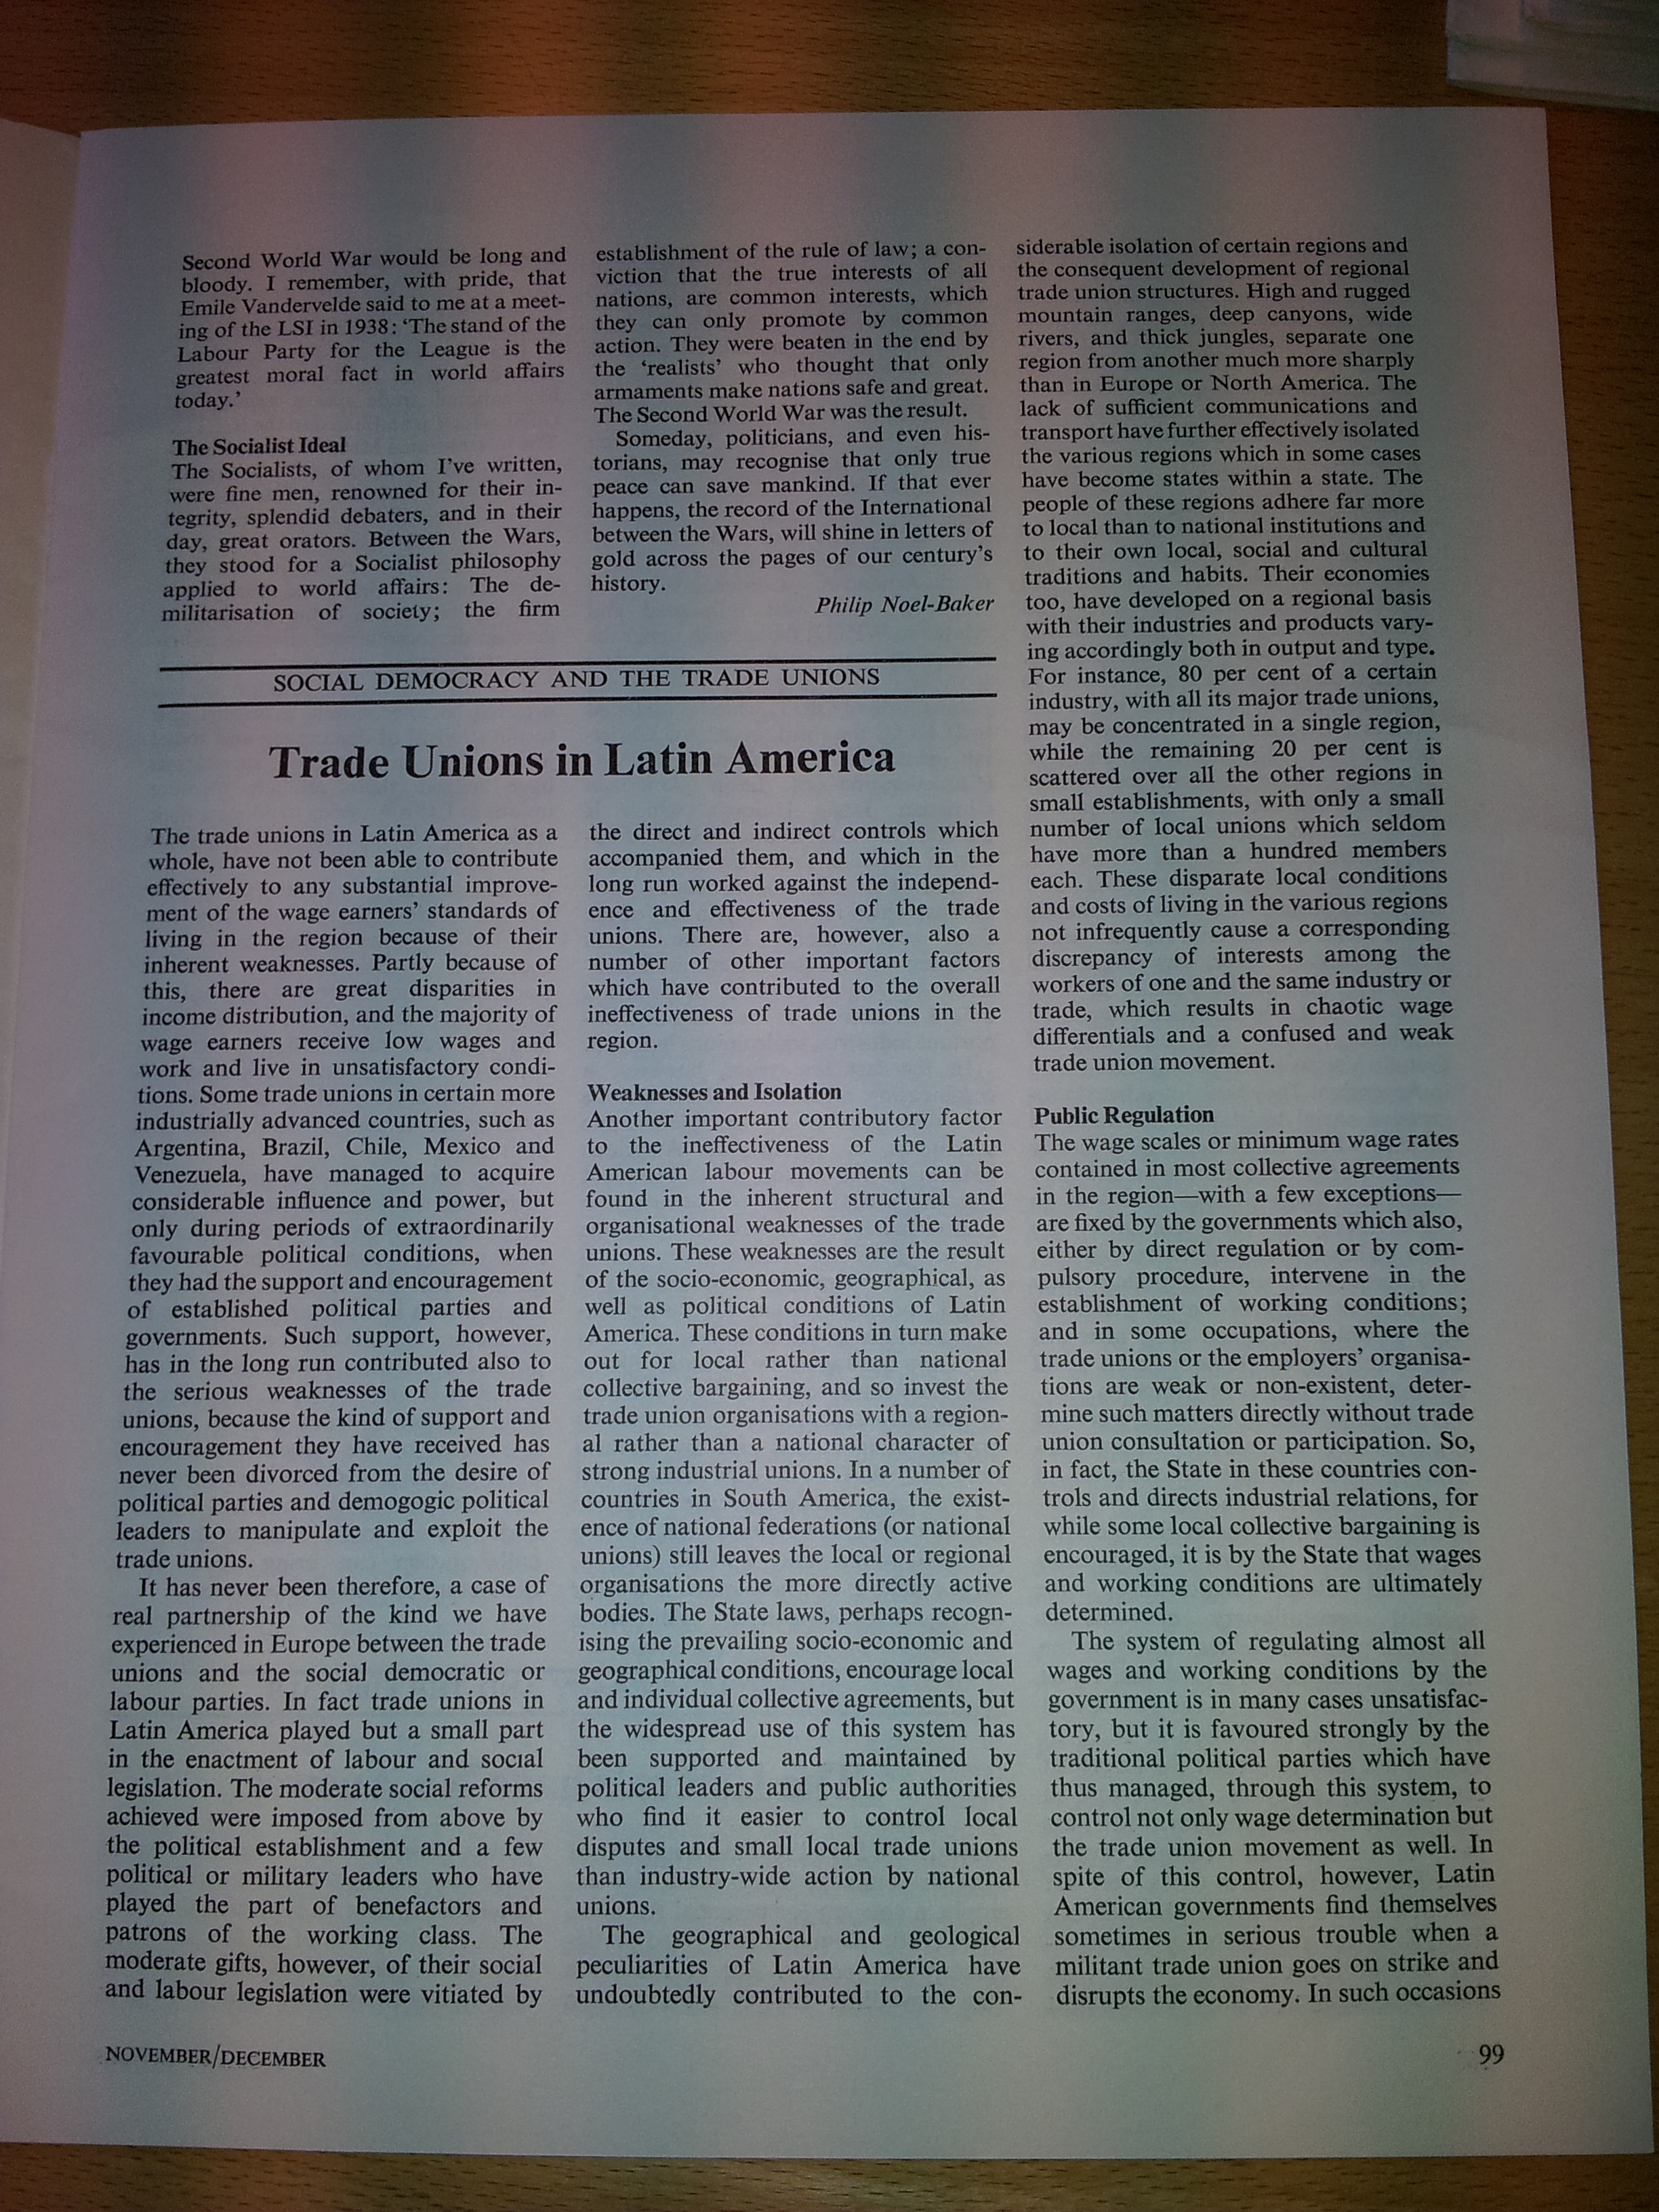 Second World War would be long and
bloody. I remember, with pride, that
Emile Vandervelde said to me at a meet-
ing of the LSI in 1938: ‘The stand of the
Labour Party for the League is the
greatest moral fact in world affairs
today.’
The Socialist Ideal
The Socialists, of whom I’ve written,
were fine men, renowned for their in-
tegrity, splendid debaters, and in their
day, great orators. Between the Wars,
they stood for a Socialist philosophy
applied to world affairs: The de-
militarisation of society; the firm
establishment of the rule of law; a con-
viction that the true interests of all
nations, are common interests, which
they can only promote by common
action. They were beaten in the end by
the ‘realists’ who thought that only
armaments make nations safe and great.
The Second World War was the result.
Someday, politicians, and even his-
torians, may recognise that only true
peace can save mankind. If that ever
happens, the record of the International
between the Wars, will shine in letters of
gold across the pages of our century’s
history.
Philip Noel-Baker
SOCIAL DEMOCRACY AND THE TRADE UNIONS
Trade Unions in Latin America
The trade unions in Latin America as a
whole, have not been able to contribute
effectively to any substantial improve-
ment of the wage earners’ standards of
living in the region because of their
inherent weaknesses. Partly because of
this, there are great disparities in
income distribution, and the majority of
wage earners receive low wages and
work and live in unsatisfactory condi-
tions. Some trade unions in certain more
industrially advanced countries, such as
Argentina, Brazil, Chile, Mexico and
Venezuela, have managed to acquire
considerable influence and power, but
only during periods of extraordinarily
favourable political conditions, when
they had the support and encouragement
of established political parties and
governments. Such support, however,
has in the long run contributed also to
the serious weaknesses of the trade
unions, because the kind of support and
encouragement they have received has
never been divorced from the desire of
political parties and demogogic political
leaders to manipulate and exploit the
trade unions.
It has never been therefore, a case of
real partnership of the kind we have
experienced in Europe between the trade
unions and the social democratic or
labour parties. In fact trade unions in
Latin America played but a small part
in the enactment of labour and social
legislation. The moderate social reforms
achieved were imposed from above by
the political establishment and a few
political or military leaders who have
played the part of benefactors and
patrons of the working class. The
moderate gifts, however, of their social
and labour legislation were vitiated by
the direct and indirect controls which
accompanied them, and which in the
long run worked against the independ-
ence and effectiveness of the trade
unions. There are, however, also a
number of other important factors
which have contributed to the overall
ineffectiveness of trade unions in the
region.
Weaknesses and Isolation
Another important contributory factor
to the ineffectiveness of the Latin
American labour movements can be
found in the inherent structural and
organisational weaknesses of the trade
unions. These weaknesses are the result
of the socio-economic, geographical, as
well as political conditions of Latin
America. These conditions in turn make
out for local rather than national
collective bargaining, and so invest the
trade union organisations with a region-
al rather than a national character of
strong industrial unions. In a number of
countries in South America, the exist-
ence of national federations (or national
unions) still leaves the local or regional
organisations the more directly active
bodies. The State laws, perhaps recogn-
ising the prevailing socio-economic and
geographical conditions, encourage local
and individual collective agreements, but
the widespread use of this system has
been supported and maintained by
political leaders and public authorities
who find it easier to control local
disputes and small local trade unions
than industry-wide action by national
unions.
The geographical and geological
peculiarities of Latin America have
undoubtedly contributed to the con-
siderable isolation of certain regions and
the consequent development of regional
trade union structures. High and rugged
mountain ranges, deep canyons, wide
rivers, and thick jungles, separate one
region from another much more sharply
than in Europe or North America. The
lack of sufficient communications and
transport have further effectively isolated
the various regions which in some cases
have become states within a state. The
people of these regions adhere far more
to local than to national institutions and
to their own local, social and cultural
traditions and habits. Their economies
too, have developed on a regional basis
with their industries and products vary-
ing accordingly both in output and type.
For instance, 80 per cent of a certain
industry, with all its major trade unions,
may be concentrated in a single region,
while the remaining 20 per cent is
scattered over all the other regions in
small establishments, with only a small
number of local unions which seldom
have more than a hundred members
each. These disparate local conditions
and costs of living in the various regions
not infrequently cause a corresponding
discrepancy of interests among the
workers of one and the same industry or
trade, which results in chaotic wage
differentials and a confused and weak
trade union movement.
Public Regulation
The wage scales or minimum wage rates
contained in most collective agreements
in the region—with a few exceptions—
are fixed by the governments which also,
either by direct regulation or by com-
pulsory procedure, intervene in the
establishment of working conditions;
and in some occupations, where the
trade unions or the employers’ organisa-
tions are weak or non-existent, deter-
mine such matters directly without trade
union consultation or participation. So,
in fact, the State in these countries con-
trols and directs industrial relations, for
while some local collective bargaining is
encouraged, it is by the State that wages
and working conditions are ultimately
determined.
The system of regulating almost all
wages and working conditions by the
government is in many cases unsatisfac-
tory, but it is favoured strongly by the
traditional political parties which have
thus managed, through this system, to
control not only wage determination but
the trade union movement as well. In
spite of this control, however, Latin
American governments find themselves
sometimes in serious trouble when a
militant trade union goes on strike and
disrupts the economy. In such occasions
NOVEMBER/DECEMBER
99